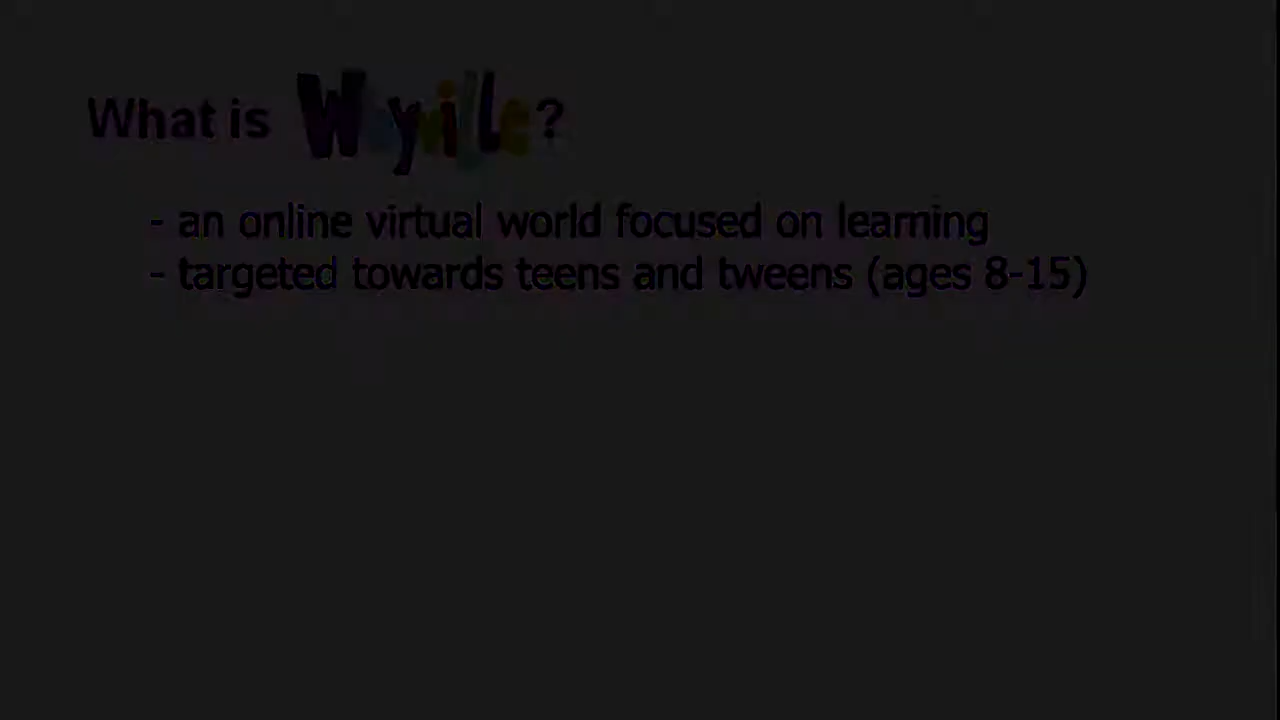 What is Whyville?
- an online virtual world focused on learning
- targeted towards teens and tweens (ages 8-15)